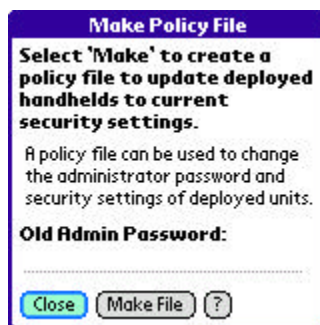 Make Policy File
Select 'Make' to create a
policy file to update deployed
handhelds to current
security settings.
A policy file can be used to change
the administrator password and
security settings of deployed units.
Old Admin Password:
Close Make File ?